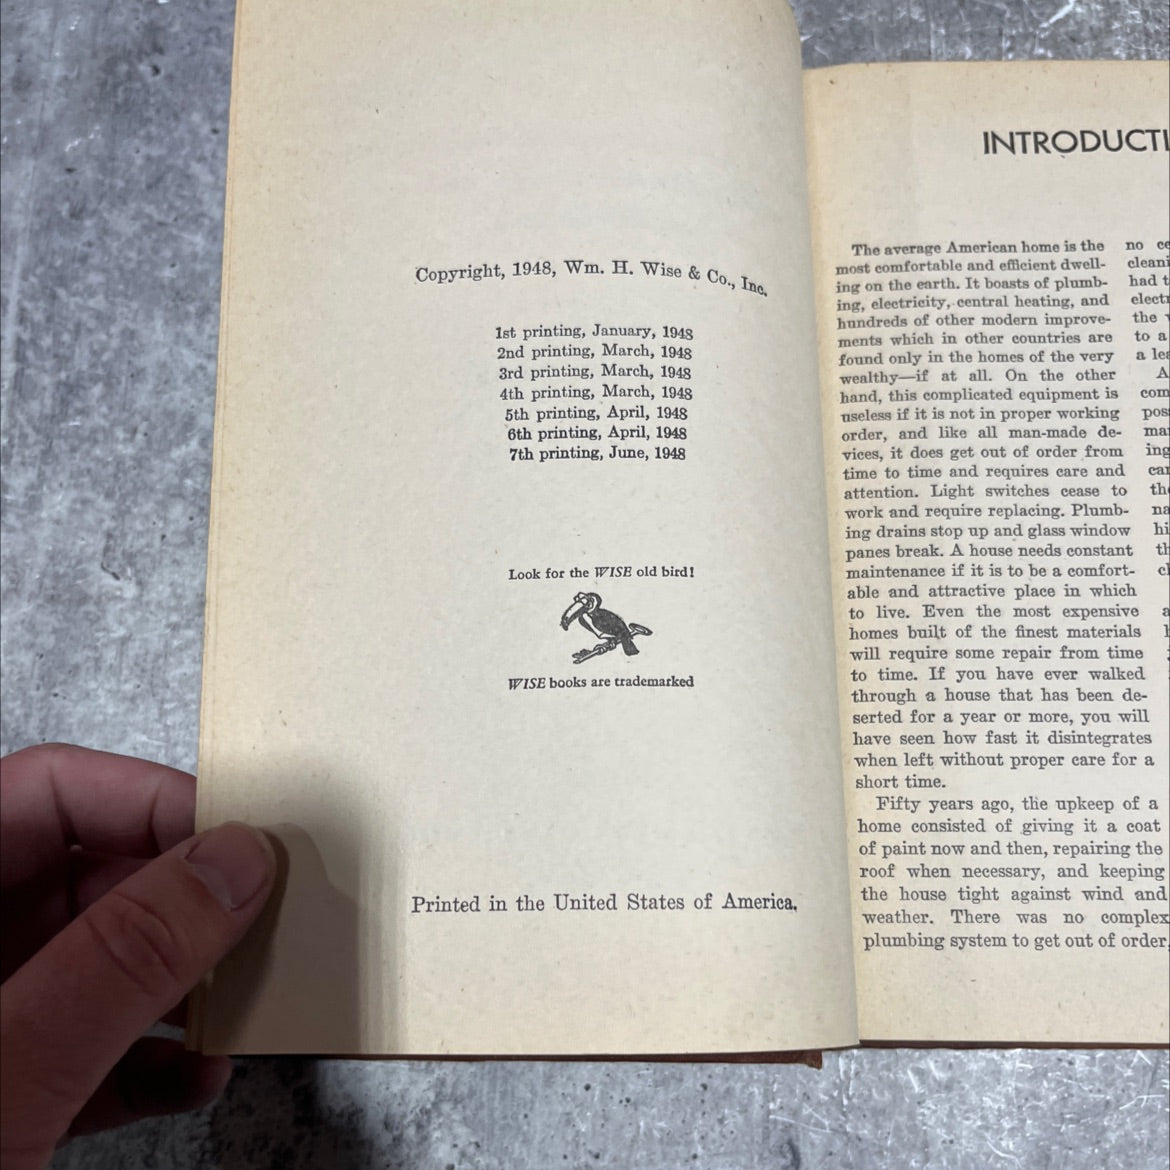 Copyright, 1948, Wm. H. Wise & Co., Inc.
1st printing, January, 1948
2nd printing, March, 1948
3rd printing, March, 1948
4th printing, March, 1948
5th printing, April, 1948
6th printing, April, 1948
7th printing, June, 1948
Look for the WISE old bird!
WISE books are trademarked
Printed in the United States of America.
INTRODUCTI
The average American home is the
most comfortable and efficient dwell-
ing on the earth. It boasts of plumb-
ing, electricity, central heating, and
hundreds of other modern improve-
ments which in other countries are
found only in the homes of the very
wealthy—if at all. On the other
hand, this complicated equipment is
useless if it is not in proper working
order, and like all man-made de-
vices, it does get out of order from
time to time and requires care and
attention. Light switches cease to
work and require replacing. Plumb-
ing drains stop up and glass window
panes break. A house needs constant
maintenance if it is to be a comfort-
able and attractive place in which
to live. Even the most expensive
homes built of the finest materials
will require some repair from time
to time. If you have ever walked
through a house that has been de-
serted for a year or more, you will
have seen how fast it disintegrates
when left without proper care for a
short time.
Fifty years ago, the upkeep of a
home consisted of giving it a coat
of paint now and then, repairing the
roof when necessary, and keeping
the house tight against wind and
weather. There was no complex
plumbing system to get out of order,
no
had
the
to a
a